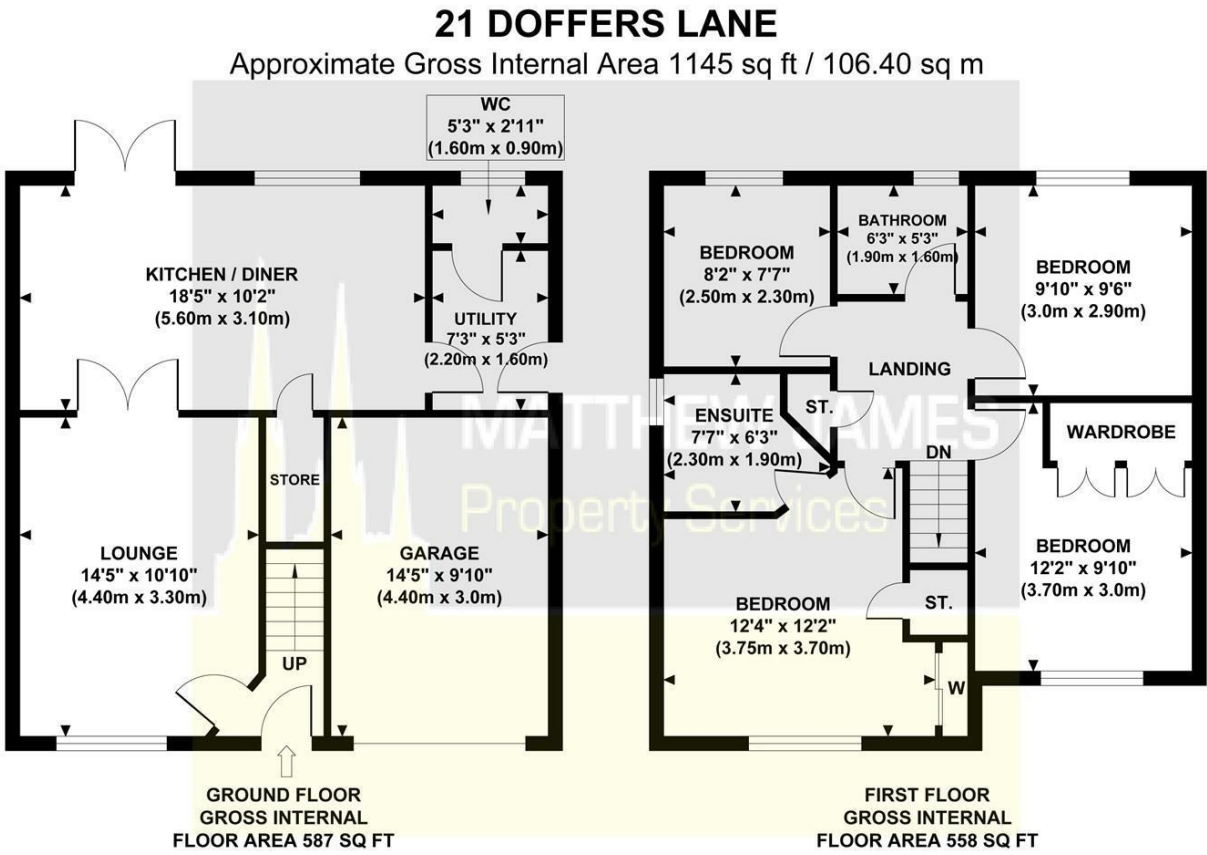 21 DOFFERS LANE
Approximate Gross Internal Area 1145 sq ft / 106.40 sq m
WC
5'3" x 2'11"
(1.60m x 0.90m)
KITCHEN / DINER
18'5" x 10'2"
(5.60m x 3.10m)
UTILITY
7'3" x 5'3"
(2.20m x 1.60m)
STORE
LOUNGE
14'5" x 10'10"
(4.40m x 3.30m)
GARAGE
14'5" x 9'10"
(4.40m x 3.0m)
UP
GROUND FLOOR
GROSS INTERNAL
FLOOR AREA 587 SQ FT
BEDROOM
8'2" x 7'7"
(2.50m x 2.30m)
BATHROOM
6'3" x 5'3"
(1.90m x 1.60m)
BEDROOM
9'10" x 9'6"
(3.0m x 2.90m)
LANDING
ST.
ENSUITE
7'7" x 6'3"
(2.30m x 1.90m)
DN
WARDROBE
BEDROOM
12'2" x 9'10"
(3.70m x 3.0m)
BEDROOM
12'4" x 12'2"
(3.75m x 3.70m)
ST.
W
FIRST FLOOR
GROSS INTERNAL
FLOOR AREA 558 SQ FT
MATTHEW JAMES
Property Services